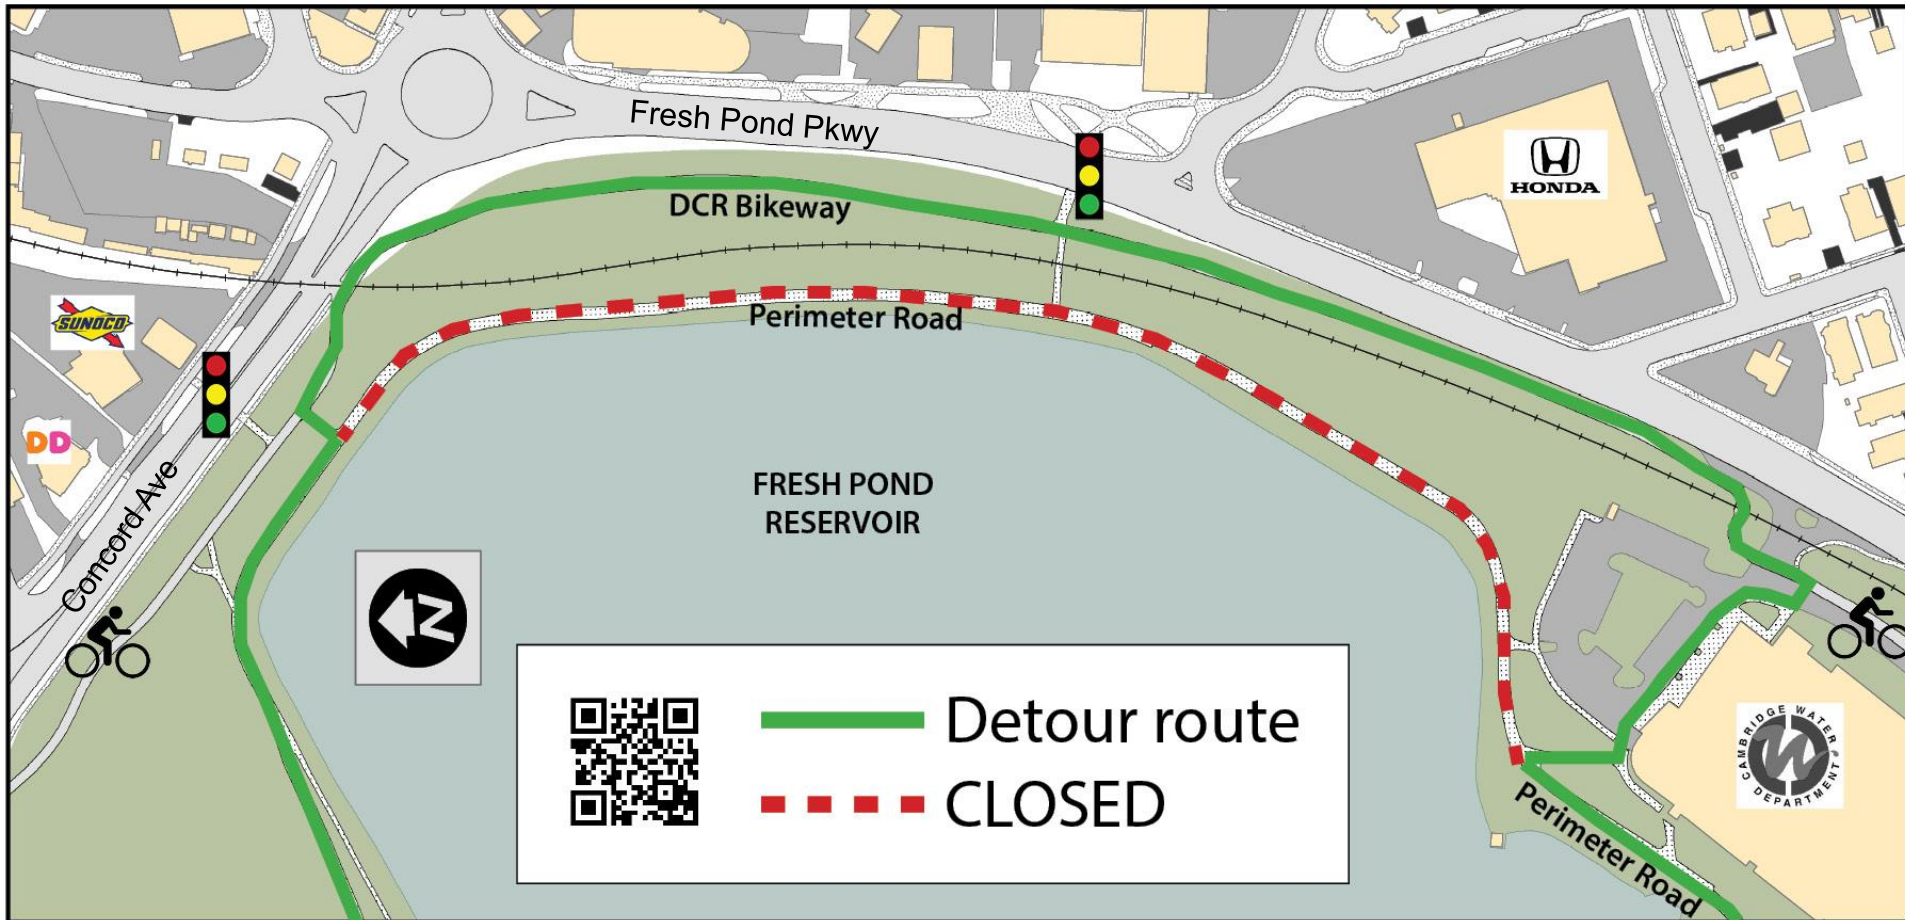 Fresh Pond Pkwy
HONDA
DCR Bikeway
SUNOCO
Perimeter Road
DD
Concord Ave
FRESH POND
RESERVOIR
N
Detour route
CLOSED
CAMBRIDGE WATER
DEPARTMENT
Perimeter Road